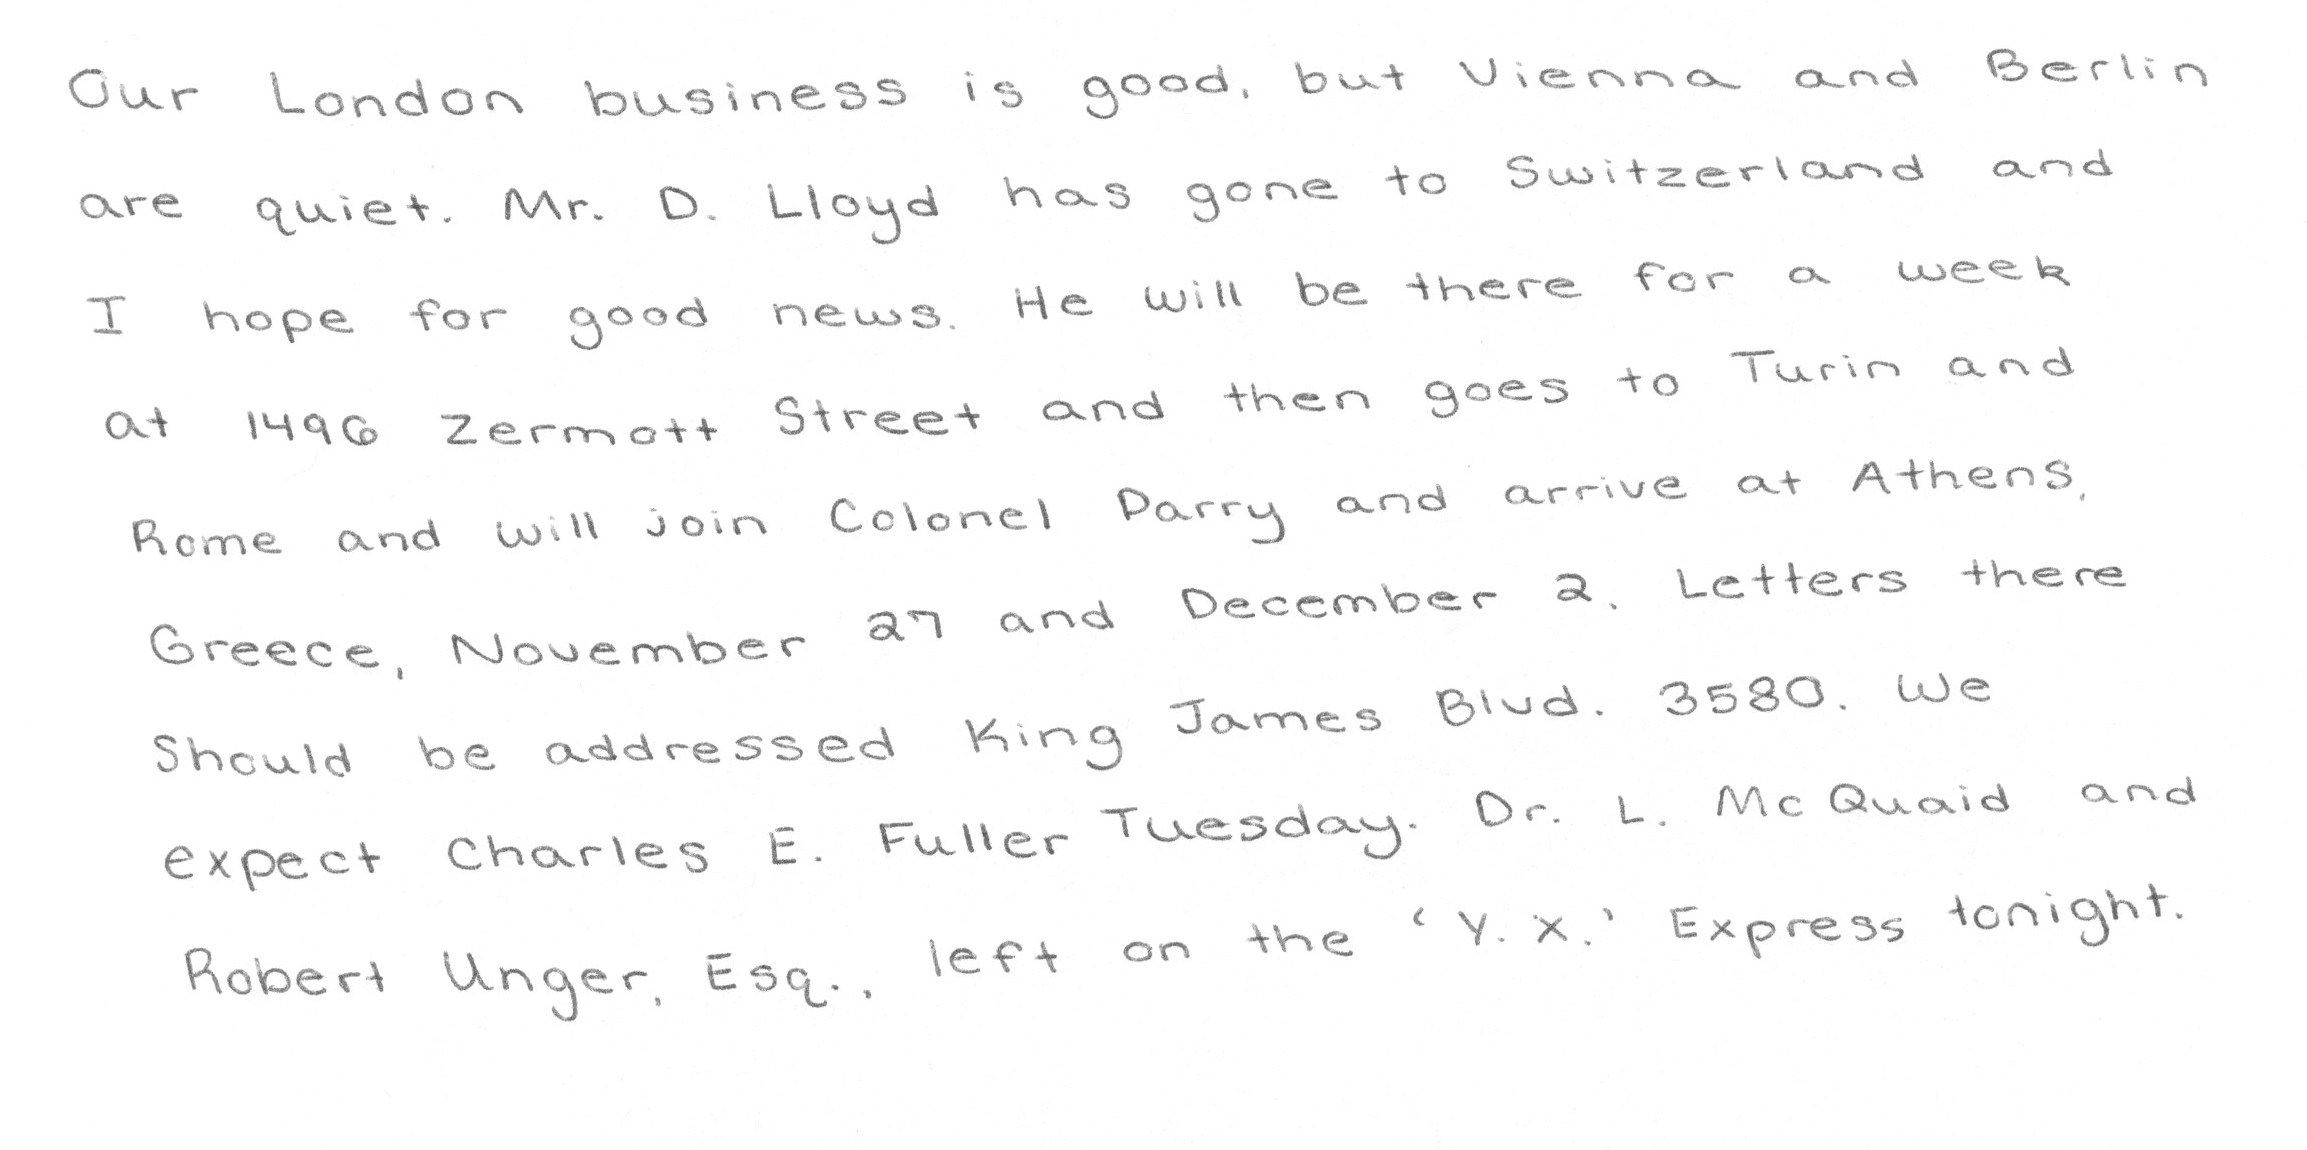 Our London business is good, but Vienna and Berlin
are quiet. Mr. D. Lloyd has gone to Switzerland and
I hope for good news. He will be there for a week
at 1496 Zermott Street and then goes to Turin and
Rome and will join Colonel Parry and arrive at Athens,
Greece, November 27 and December 2. Letters there
Should be addressed King James Blvd. 3580. We
expect Charles E. Fuller Tuesday. Dr. L. Mc Quaid and
Robert Unger, Esq., left on the 'Y. X.' Express tonight.